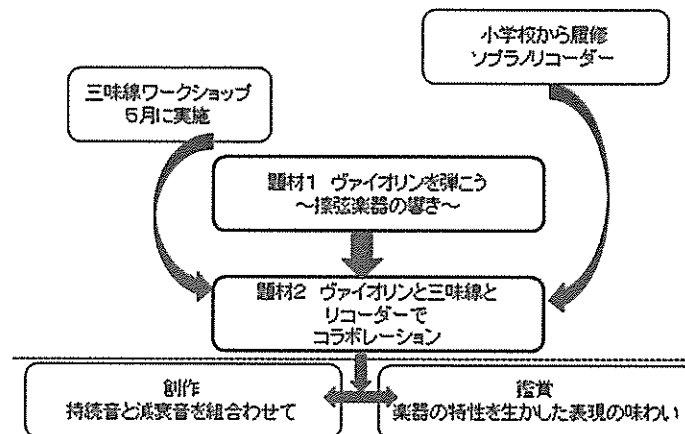 小学校から履修
ソプラノリコーダー
三味線ワークショップ
5月に実施
題材1 ヴァイオリンを弾こう
～擦弦楽器の響き～
題材2 ヴァイオリンと三味線と
リコーダーで
コラボレーション
創作
持続音と減衰音を組合わせて
鑑賞
楽器の特性を生かした表現の味わい